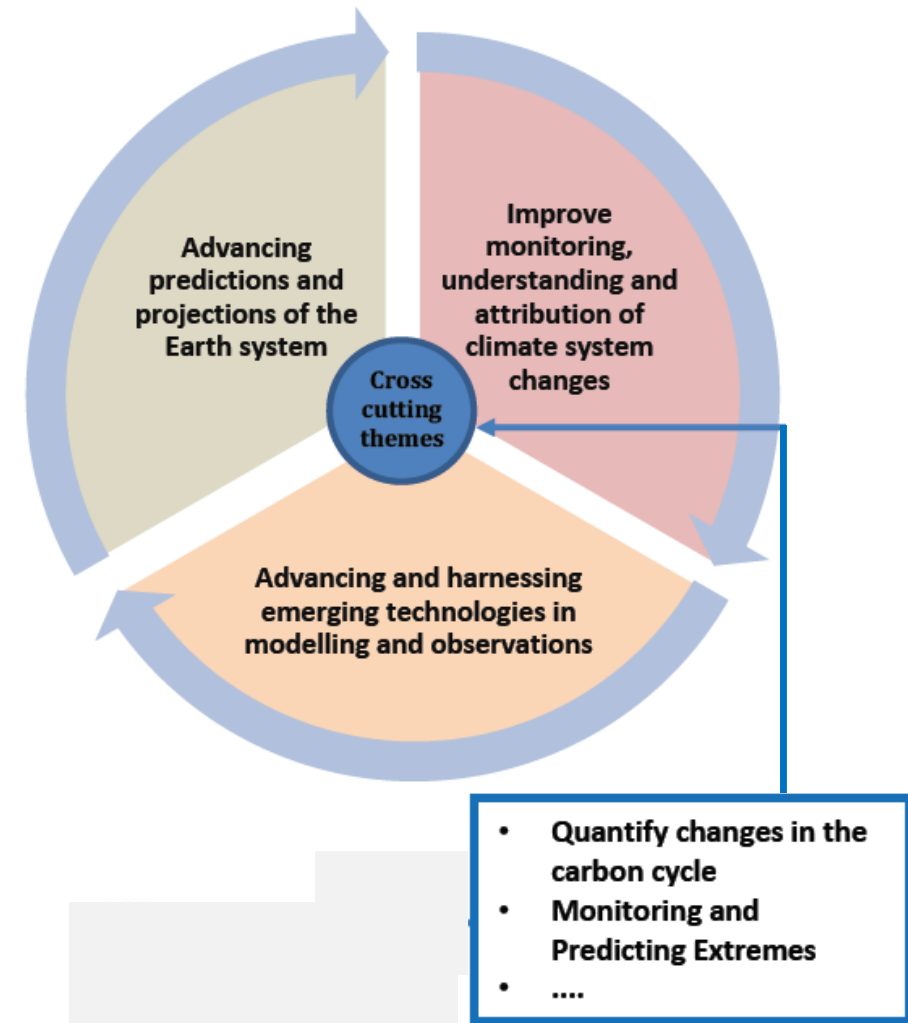 Advancing
predictions and
projections of the
Earth system
Improve
monitoring,
understanding and
attribution of
climate system
changes
Cross
cutting
themes
Advancing and harnessing
emerging technologies in
modelling and observations
• Quantify changes in the
carbon cycle
• Monitoring and
Predicting Extremes
• ....